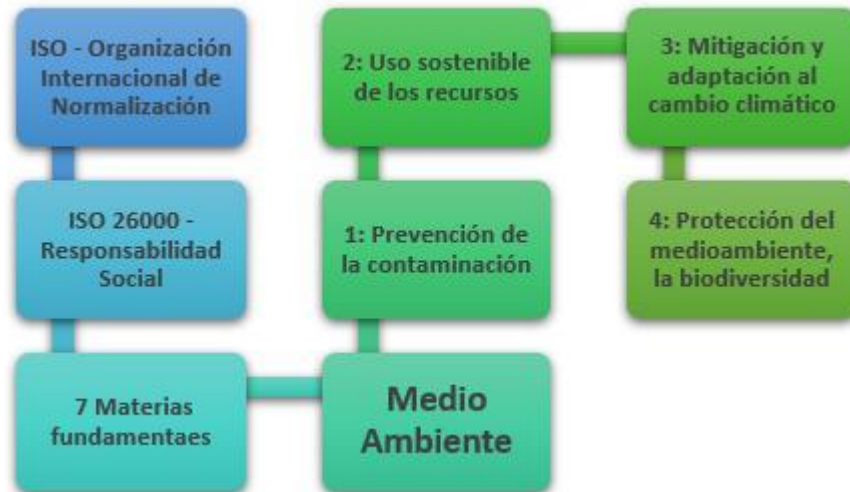 ISO - Organización
Internacional de
Normalización
ISO 26000 -
Responsabilidad
Social
7 Materias
fundamentaes
Medio
Ambiente
1: Prevención de
la contaminación
2: Uso sostenible
de los recursos
3: Mitigación y
adaptación al
cambio climático
4: Protección del
medioambiente,
la biodiversidad